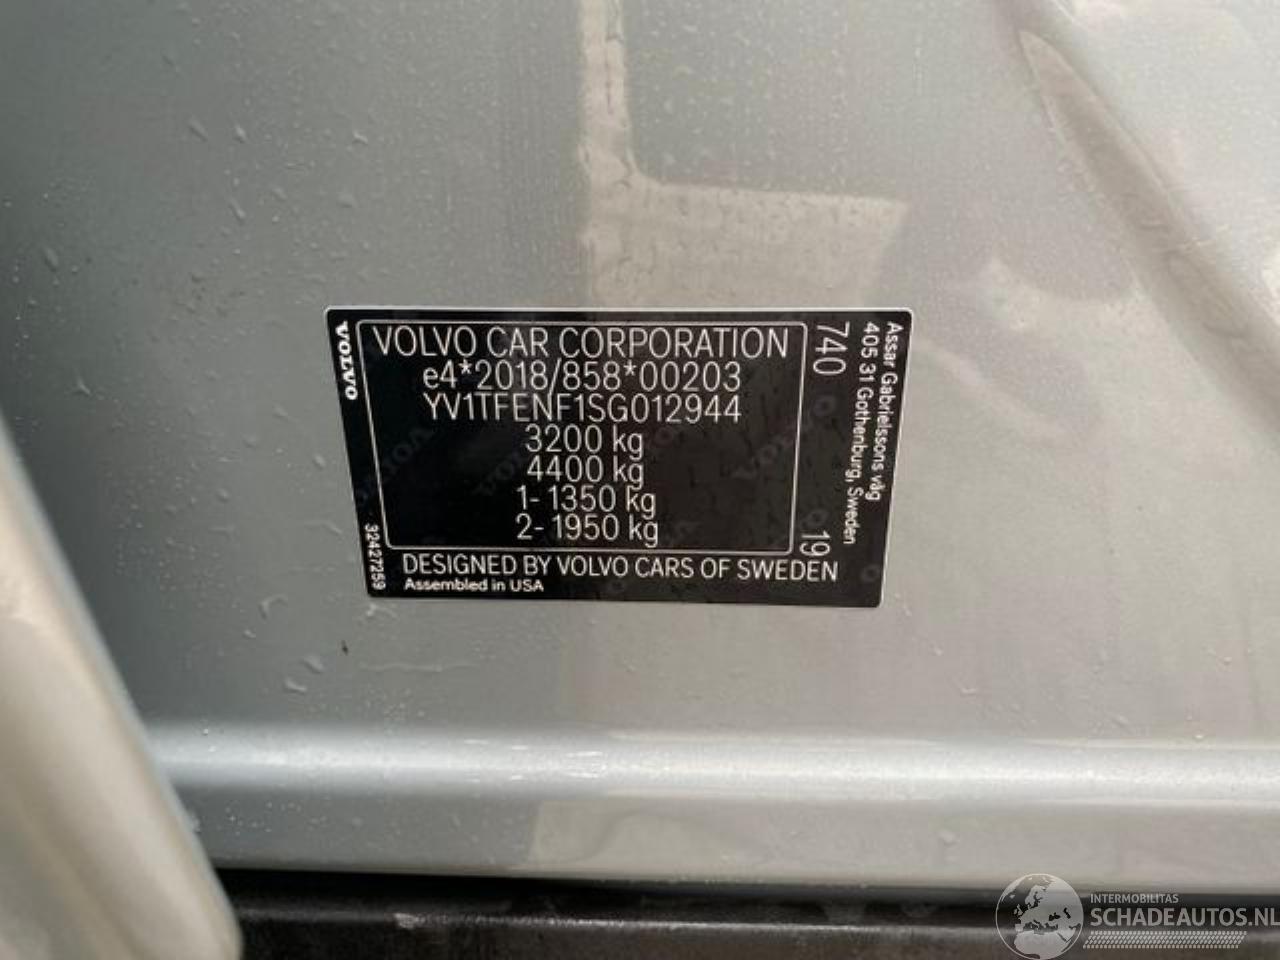 VOLVO
VOLVO CAR CORPORATION
e4*2018/858*00203
YV1TFENF1SG012944
3200 kg
4400 kg
1- 1350 kg
2- 1950 kg
DESIGNED BY VOLVO CARS OF SWEDEN
Assembled in USA
32427259
740 19
Assar Gabrielssons våg
405 31 Gothenburg, Sweden
INTERMOBILITAS
SCHADEAUTOS.NL